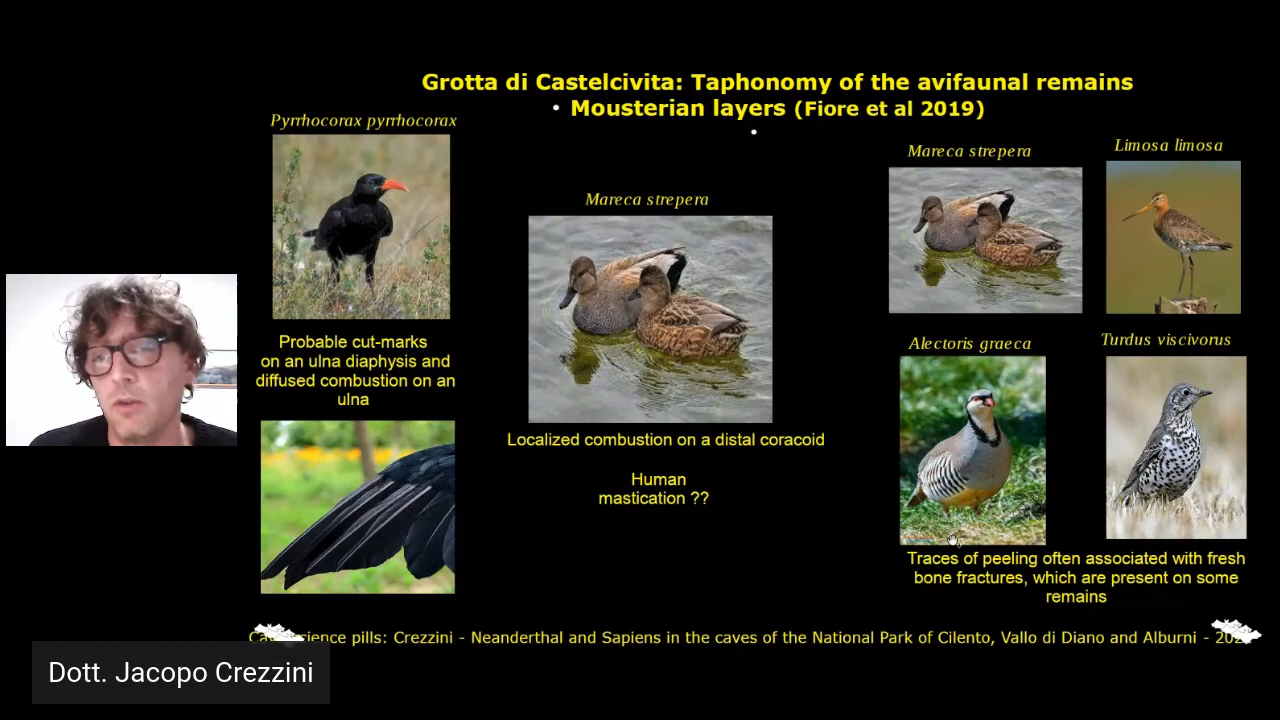 Grotta di Castelcivita: Taphonomy of the avifaunal remains
• Mousterian layers (Fiore et al 2019)
•
Pyrrhocorax pyrrhocorax
Probable cut-marks
on an ulna diaphysis and
diffused combustion on an
ulna
Mareca strepera
Localized combustion on a distal coracoid
Human
mastication ??
Mareca strepera
Limosa limosa
Alectoris graeca
Turdus viscivorus
Traces of peeling often associated with fresh
bone fractures, which are present on some
remains
pills: Crezzini - Neanderthal and Sapiens in the caves of the National Park of Cilento, Vallo di Diano and Alburni -
Dott. Jacopo Crezzini